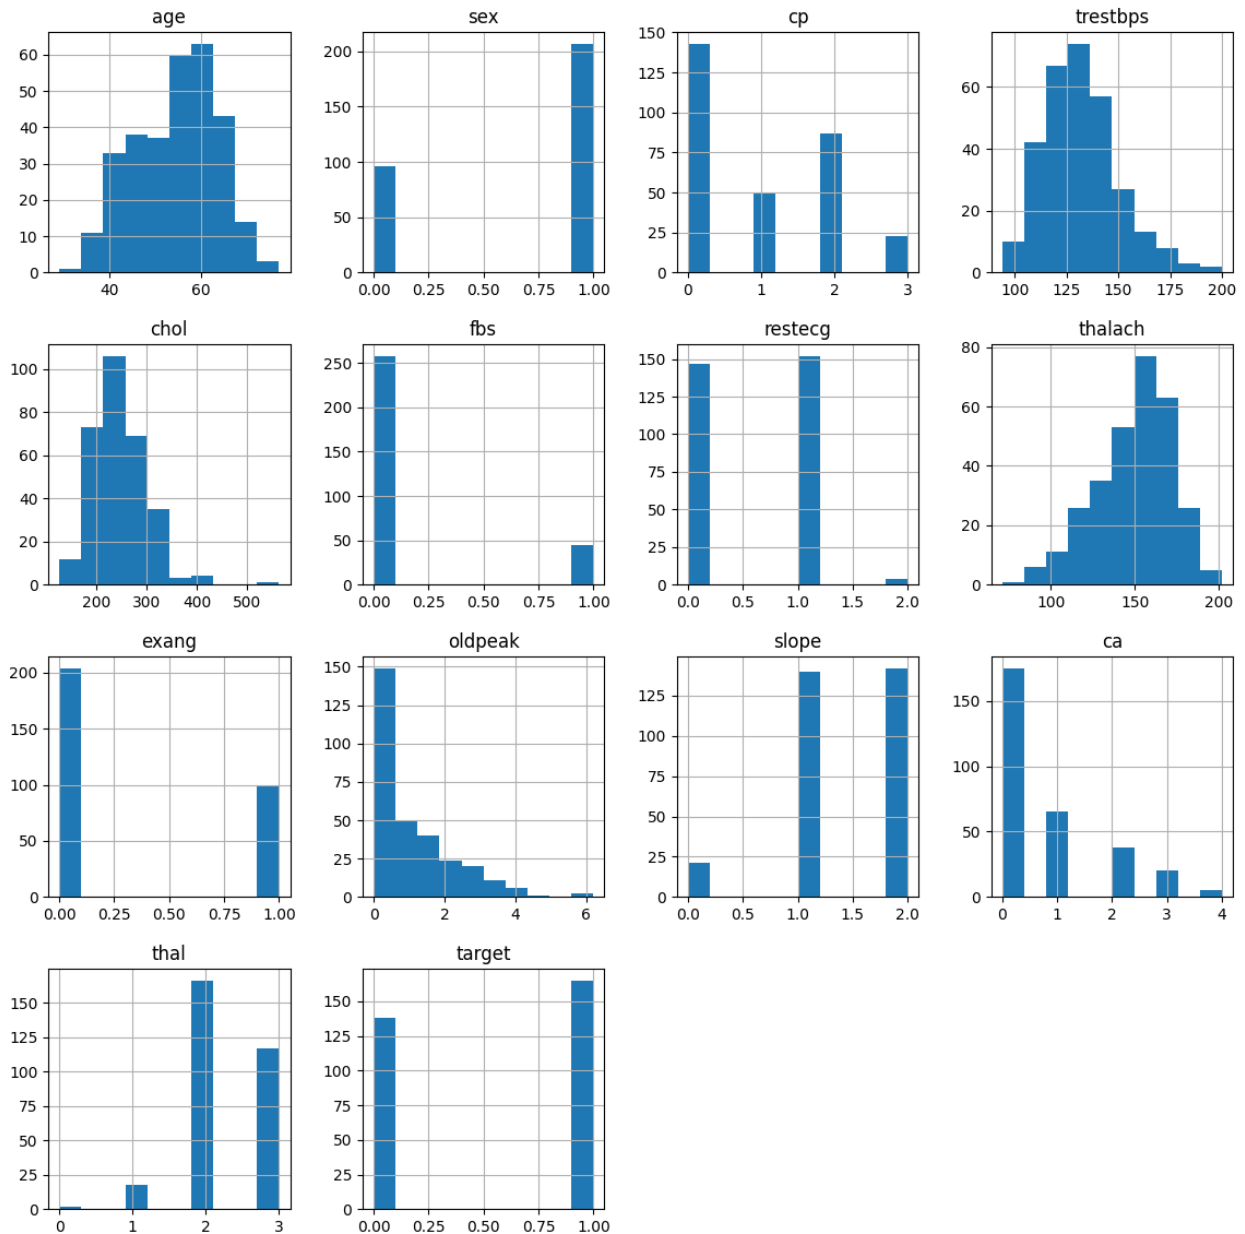 age sex cp trestbps
60 50 40 30 20 10 0
40 60
200 150 100 50 0
0.00 0.25 0.50 0.75 1.00
150 125 100 75 50 25 0
0 1 2 3
60 40 20 0
100 125 150 175 200
chol fbs restecg thalach
100 80 60 40 20 0
200 300 400 500
250 200 150 100 50 0
0.00 0.25 0.50 0.75 1.00
150 125 100 75 50 25 0
0.0 0.5 1.0 1.5 2.0
80 60 40 20 0
100 150 200
exang oldpeak slope ca
200 150 100 50 0
0.00 0.25 0.50 0.75 1.00
150 125 100 75 50 25 0
0 2 4 6
125 100 75 50 25 0
0.0 0.5 1.0 1.5 2.0
150 100 50 0
0 1 2 3 4
thal target
150 125 100 75 50 25 0
0 1 2 3
150 125 100 75 50 25 0
0.00 0.25 0.50 0.75 1.00